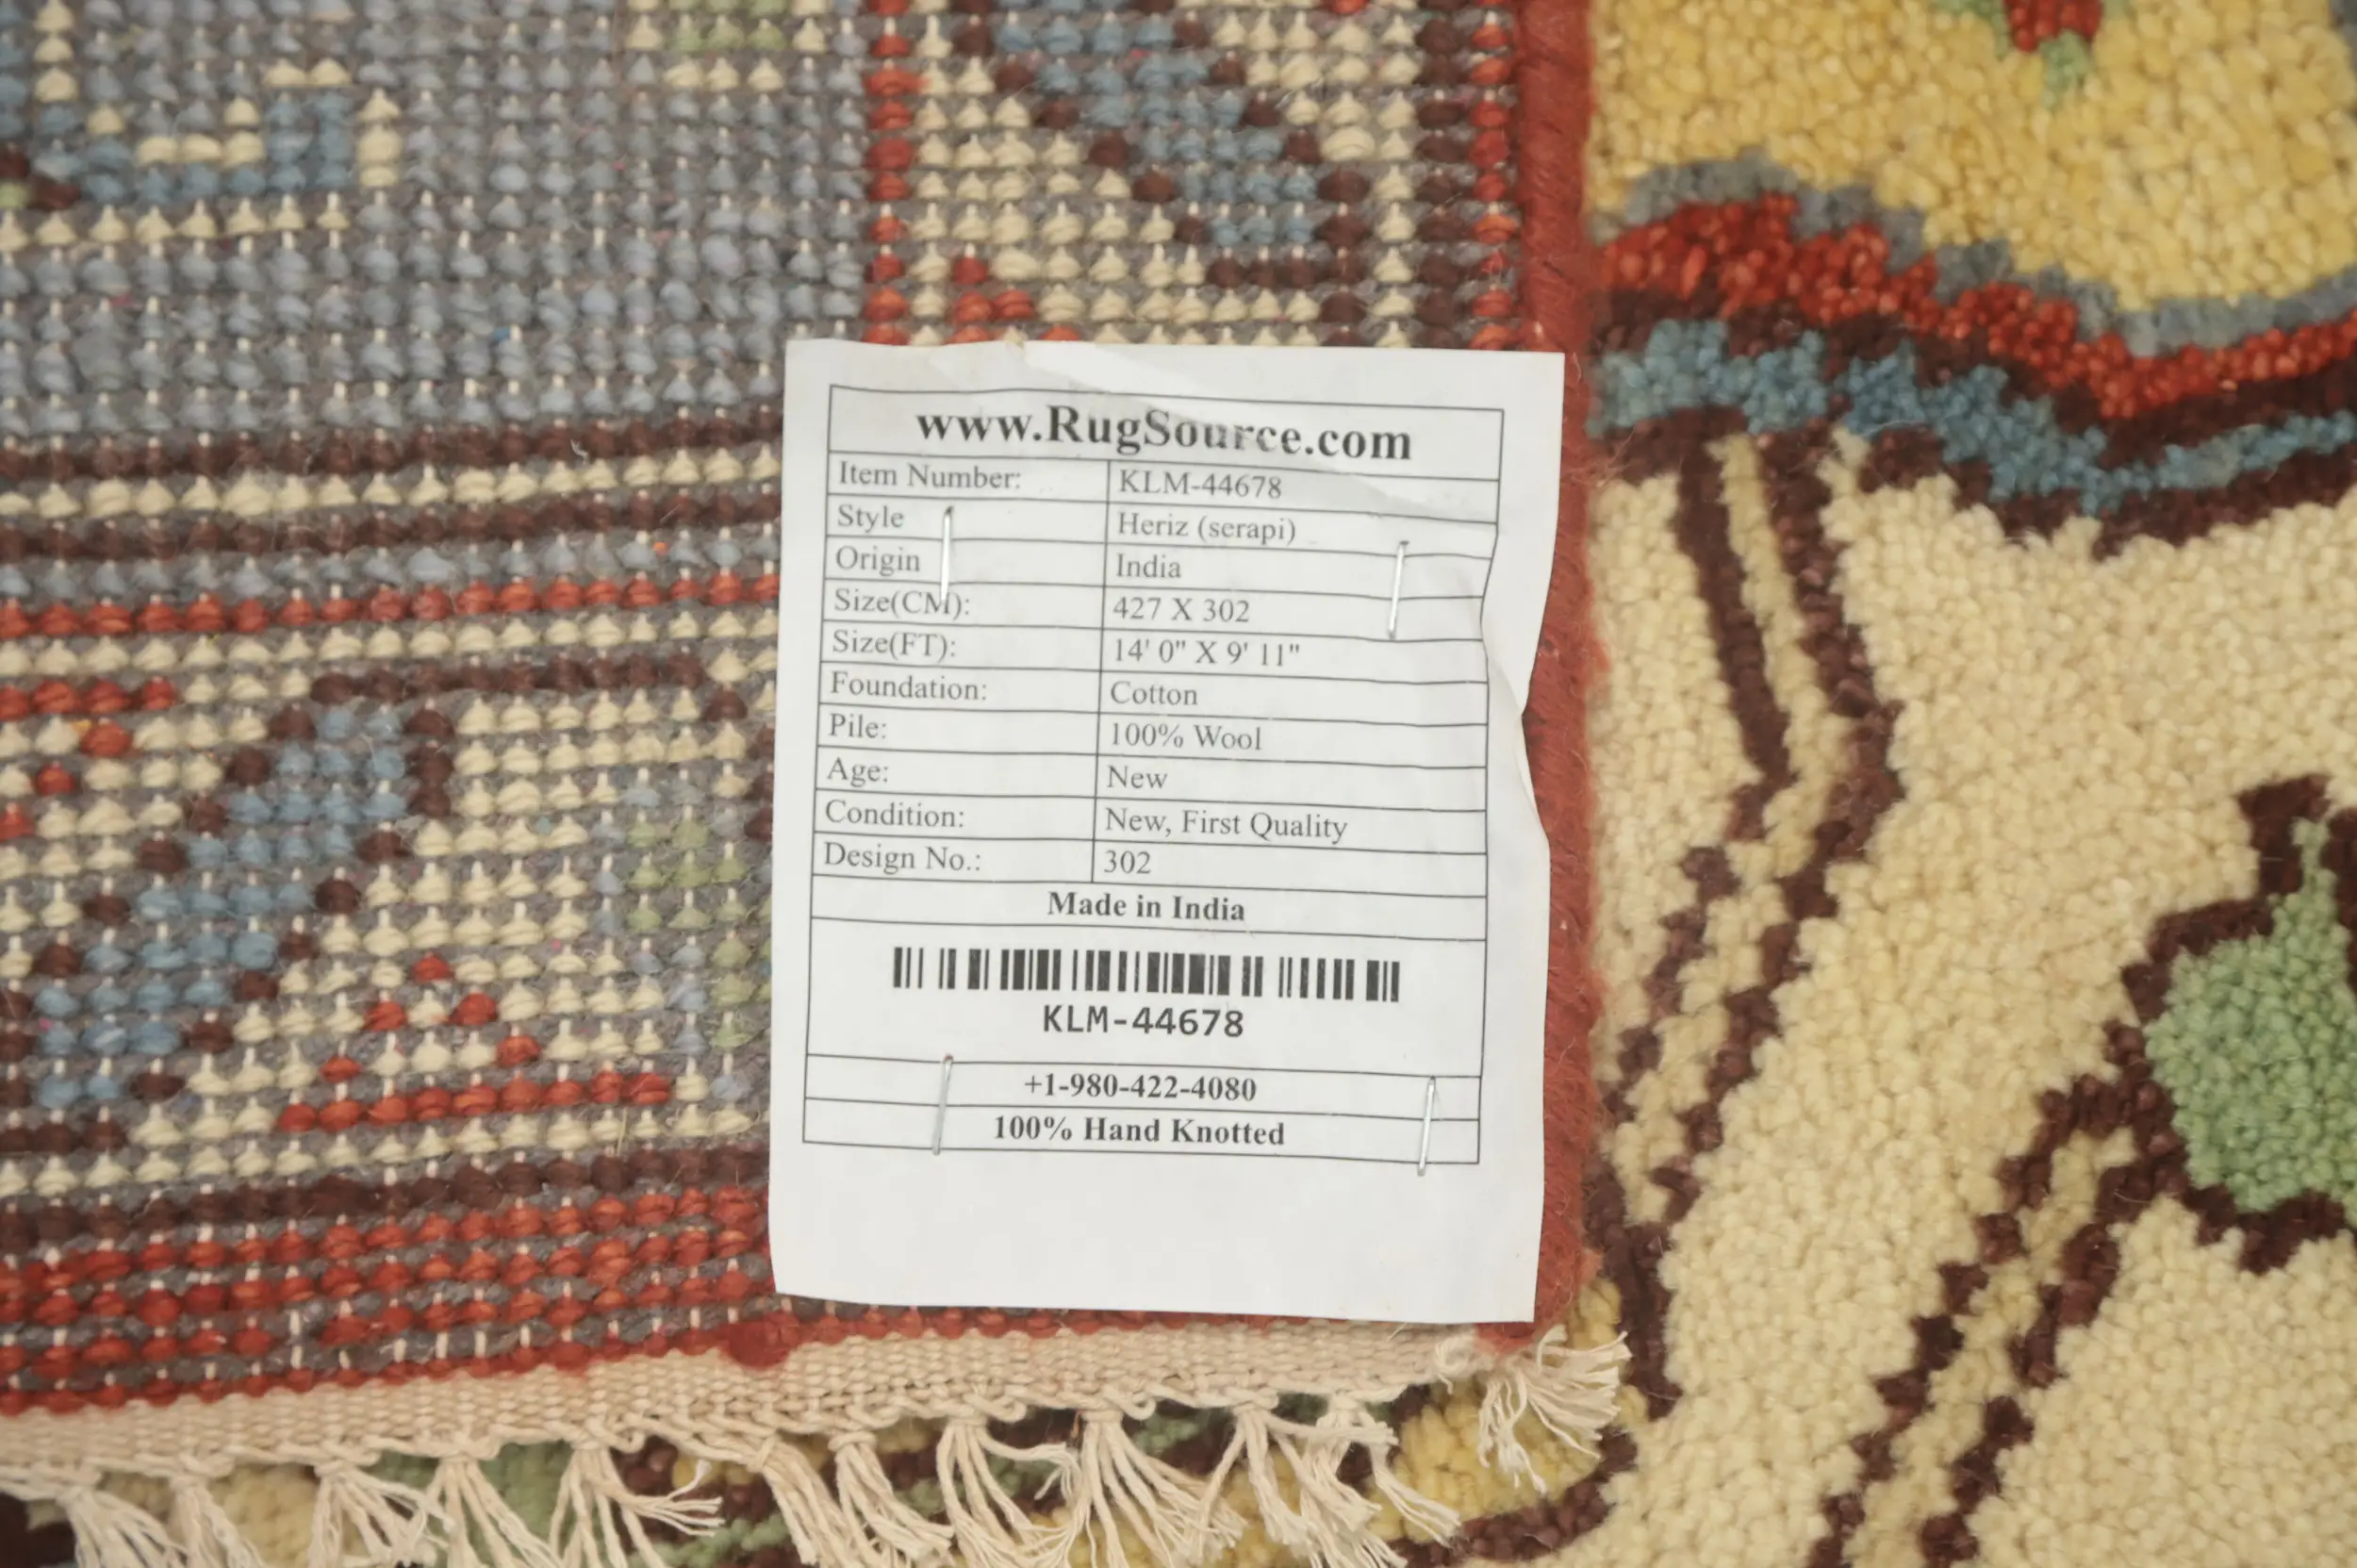 www.RugSource.com
Item Number: KLM-44678
Style Heriz (serapi)
Origin India
Size(CM): 427 X 302
Size(FT): 14' 0" X 9' 11"
Foundation: Cotton
Pile: 100% Wool
Age: New
Condition: New, First Quality
Design No.: 302
Made in India
KLM-44678
+1-980-422-4080
100% Hand Knotted